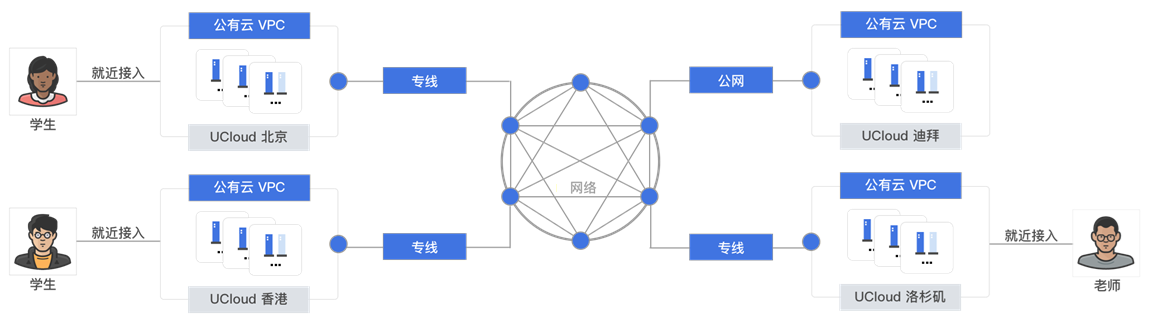 公有云 VPC
就近接入
学生
UCloud 北京
专线
公有云 VPC
就近接入
学生
UCloud 香港
专线
网络
公网
公有云 VPC
UCloud 迪拜
专线
公有云 VPC
UCloud 洛杉矶
就近接入
老师